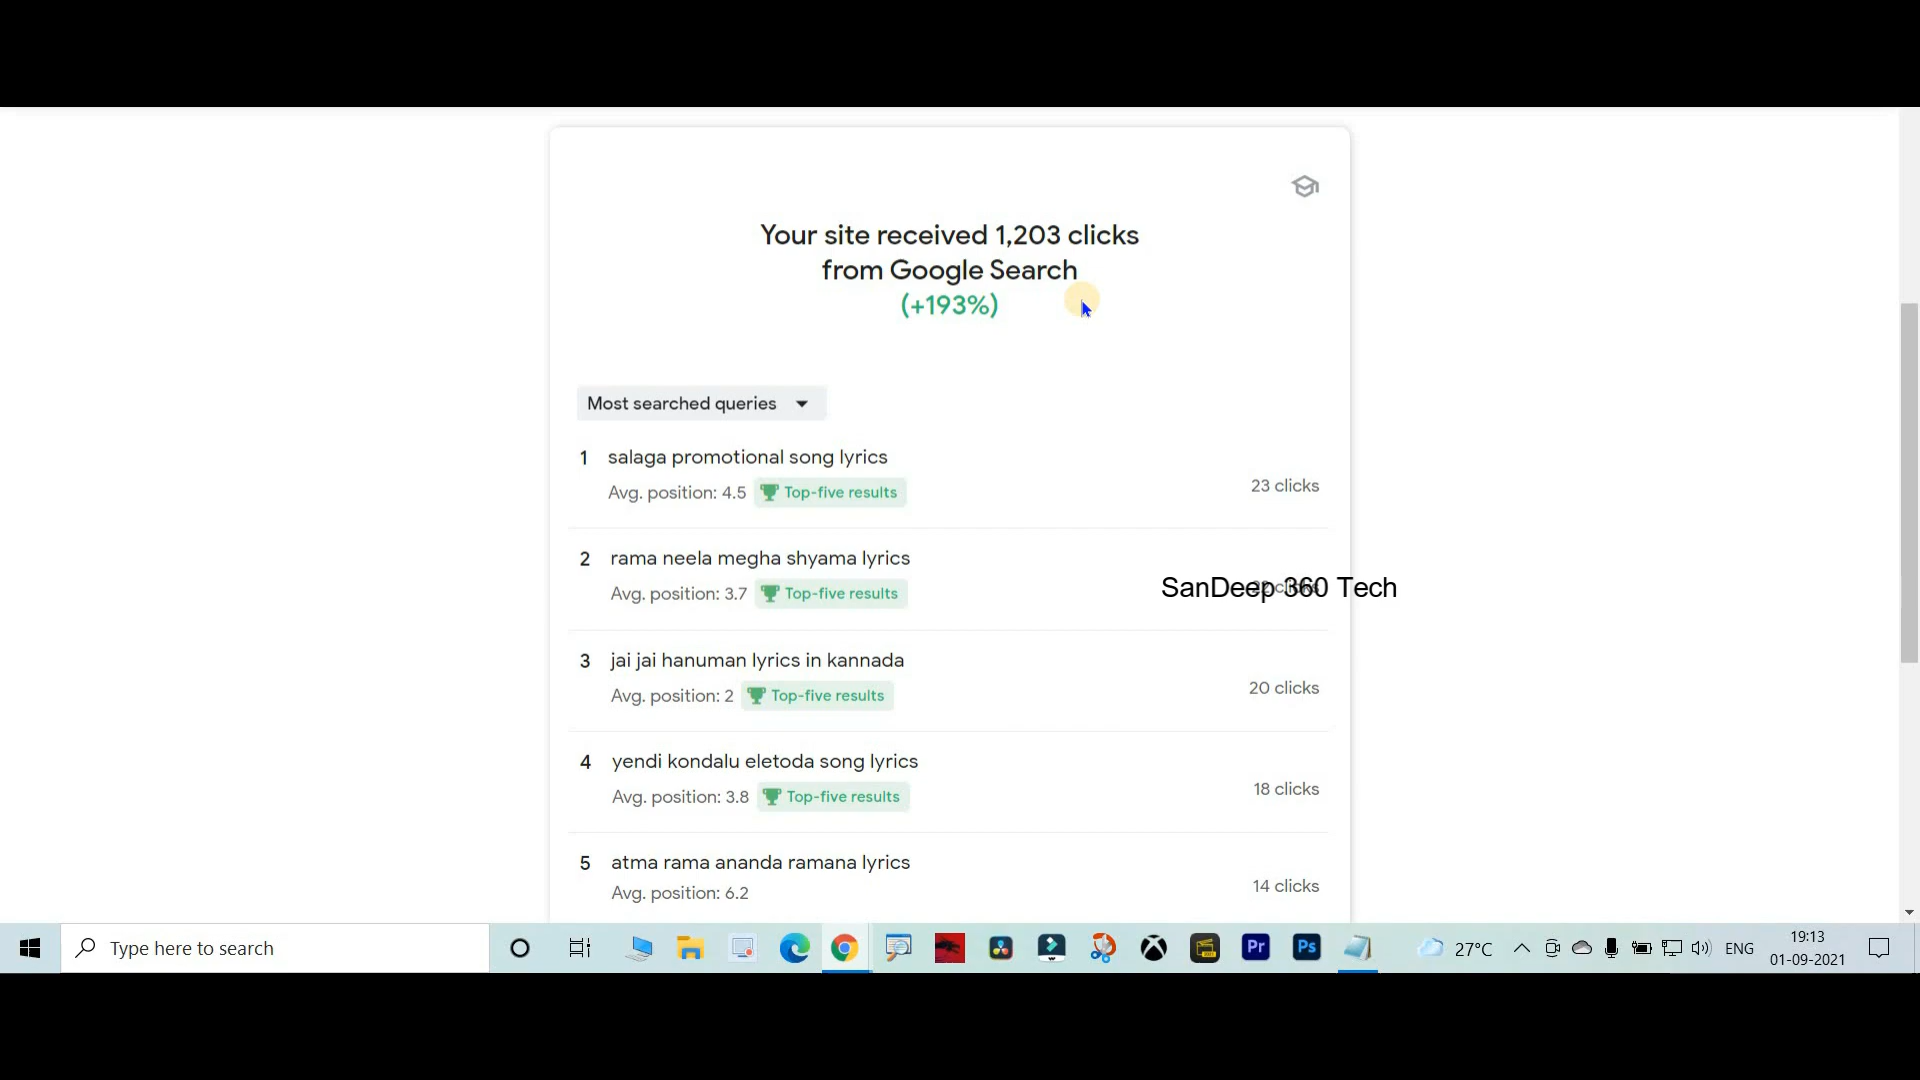 Your site received 1,203 clicks
from Google Search
(+193%)
Most searched queries
1 salaga promotional song lyrics
Avg. position: 4.5 Top-five results
23 clicks
2 rama neela megha shyama lyrics
Avg. position: 3.7 Top-five results
SanDeep 360 Tech
3 jai jai hanuman lyrics in kannada
Avg. position: 2 Top-five results
20 clicks
4 yendi kondalu eletoda song lyrics
Avg. position: 3.8 Top-five results
18 clicks
5 atma rama ananda ramana lyrics
Avg. position: 6.2
14 clicks
Type here to search
Pr
Ps
27°C
ENG
19:13
01-09-2021